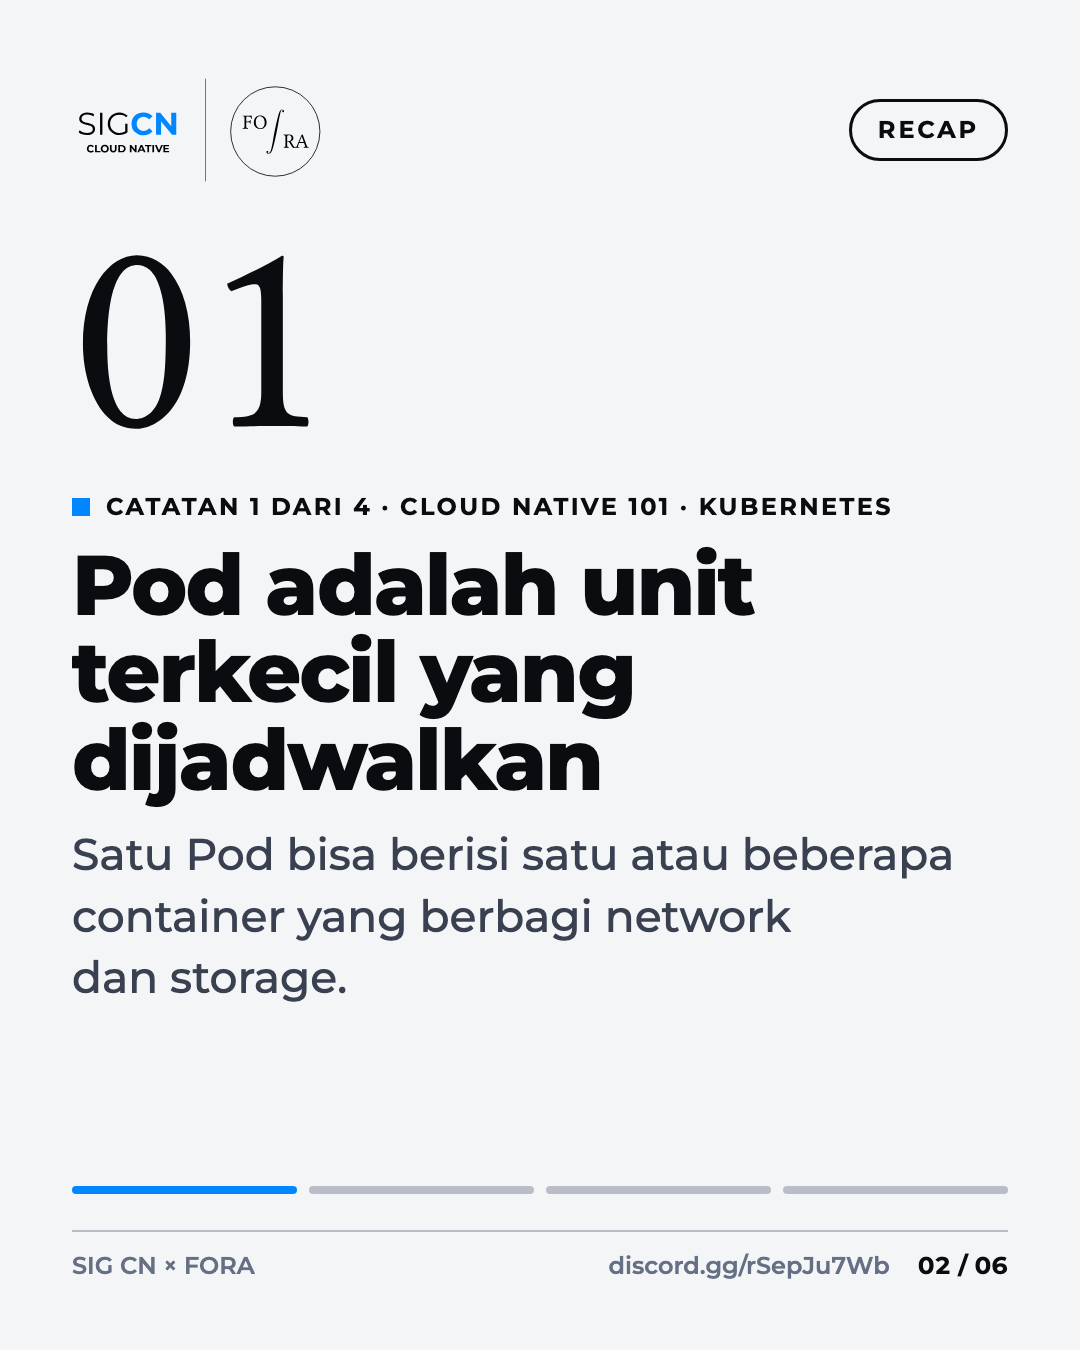 SIGCN
CLOUD NATIVE
FO RA
RECAP
01
CATATAN 1 DARI 4 · CLOUD NATIVE 101 · KUBERNETES
Pod adalah unit
terkecil yang
dijadwalkan
Satu Pod bisa berisi satu atau beberapa
container yang berbagi network
dan storage.
SIG CN × FORA
discord.gg/rSepJu7Wb 02 / 06